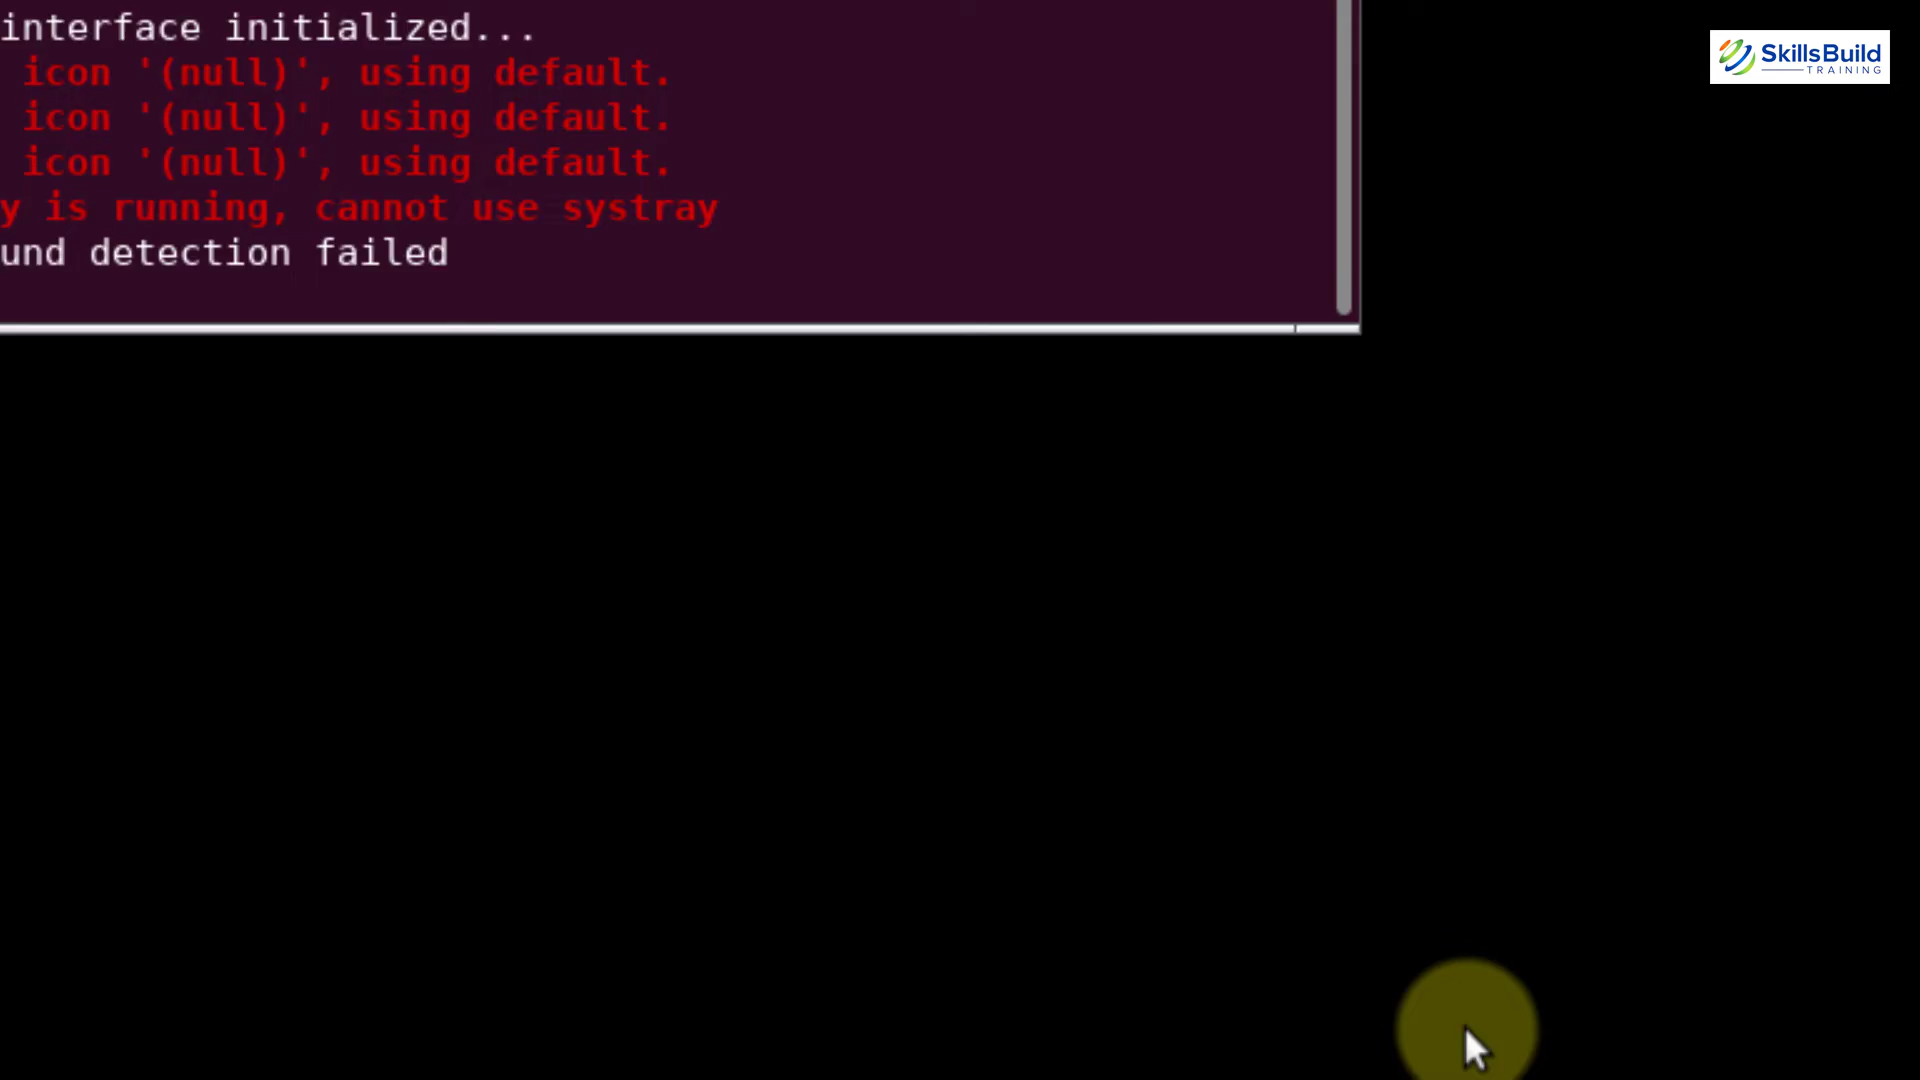 interface initialized...
icon '(null)', using default.
icon '(null)', using default.
icon '(null)', using default.
y is running, cannot use systray
und detection failed
SkillsBuild
TRAINING